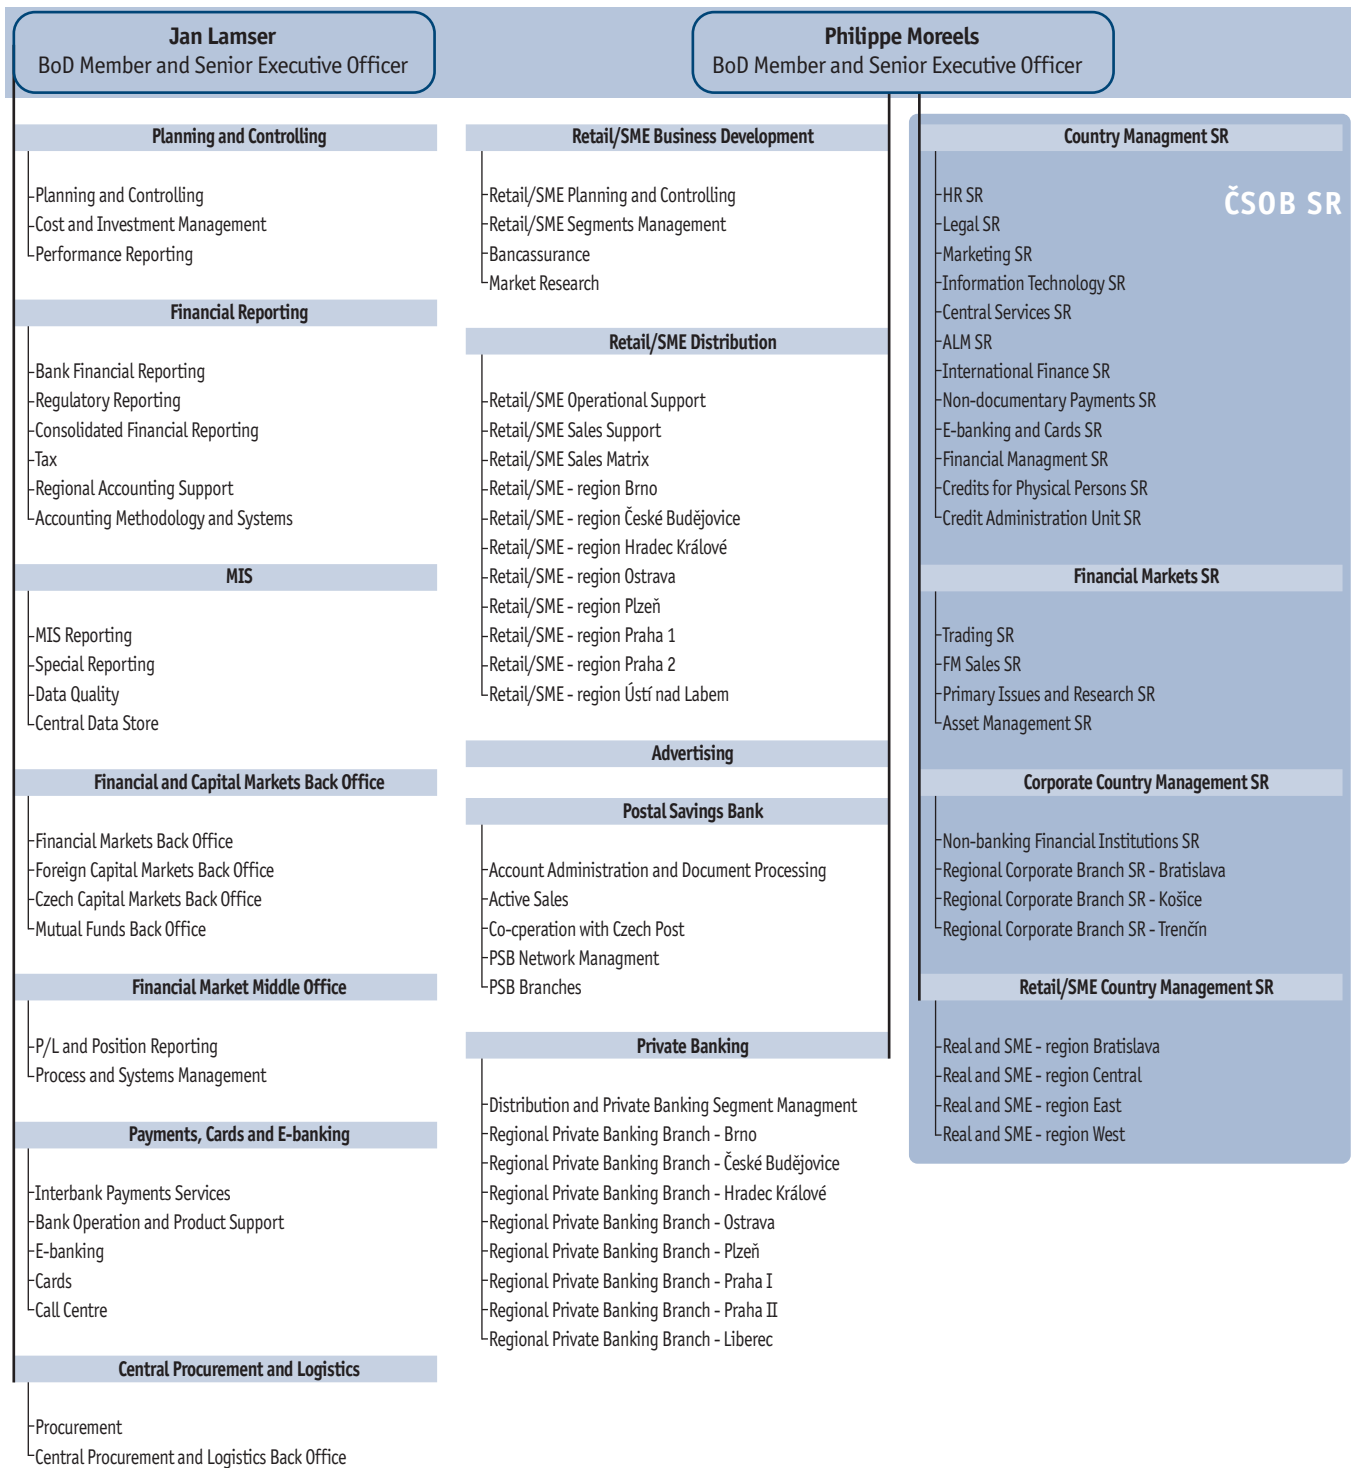 Jan Lamser
BoD Member and Senior Executive Officer
Philippe Moreels
BoD Member and Senior Executive Officer
Planning and Controlling
Planning and Controlling
Cost and Investment Management
Performance Reporting
Financial Reporting
Bank Financial Reporting
Regulatory Reporting
Consolidated Financial Reporting
Tax
Regional Accounting Support
Accounting Methodology and Systems
MIS
MIS Reporting
Special Reporting
Data Quality
Central Data Store
Financial and Capital Markets Back Office
Financial Markets Back Office
Foreign Capital Markets Back Office
Czech Capital Markets Back Office
Mutual Funds Back Office
Financial Market Middle Office
P/L and Position Reporting
Process and Systems Management
Payments, Cards and E-banking
Interbank Payments Services
Bank Operation and Product Support
E-banking
Cards
Call Centre
Central Procurement and Logistics
Procurement
Central Procurement and Logistics Back Office
Retail/SME Business Development
Retail/SME Planning and Controlling
Retail/SME Segments Management
Bancassurance
Market Research
Retail/SME Distribution
Retail/SME Operational Support
Retail/SME Sales Support
Retail/SME Sales Matrix
Retail/SME - region Brno
Retail/SME - region České Budějovice
Retail/SME - region Hradec Králové
Retail/SME - region Ostrava
Retail/SME - region Plzeň
Retail/SME - region Praha 1
Retail/SME - region Praha 2
Retail/SME - region Ústí nad Labem
Advertising
Postal Savings Bank
Account Administration and Document Processing
Active Sales
Co-cperation with Czech Post
PSB Network Managment
PSB Branches
Private Banking
Distribution and Private Banking Segment Managment
Regional Private Banking Branch - Brno
Regional Private Banking Branch - České Budějovice
Regional Private Banking Branch - Hradec Králové
Regional Private Banking Branch - Ostrava
Regional Private Banking Branch - Plzeň
Regional Private Banking Branch - Praha I
Regional Private Banking Branch - Praha II
Regional Private Banking Branch - Liberec
Country Managment SR
ČSOB SR
HR SR
Legal SR
Marketing SR
Information Technology SR
Central Services SR
ALM SR
International Finance SR
Non-documentary Payments SR
E-banking and Cards SR
Financial Managment SR
Credits for Physical Persons SR
Credit Administration Unit SR
Financial Markets SR
Trading SR
FM Sales SR
Primary Issues and Research SR
Asset Management SR
Corporate Country Management SR
Non-banking Financial Institutions SR
Regional Corporate Branch SR - Bratislava
Regional Corporate Branch SR - Košice
Regional Corporate Branch SR - Trenčín
Retail/SME Country Management SR
Real and SME - region Bratislava
Real and SME - region Central
Real and SME - region East
Real and SME - region West